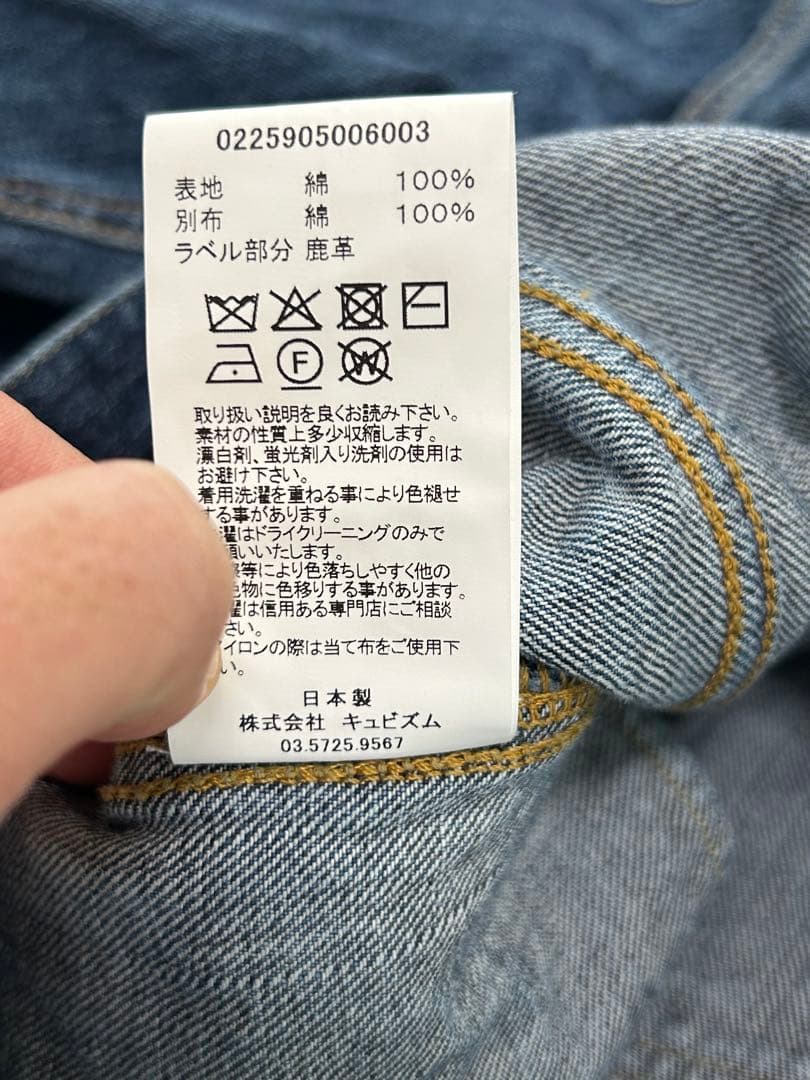 0225905006003
表地 綿 100%
別布 綿 100%
ラベル部分 鹿革
F
W
取り扱い説明を良くお読み下さい。
素材の性質上多少収縮します。
漂白剤、蛍光剤入り洗剤の使用は
お避け下さい。
着用洗濯を重ねる事により色褪せ
する事があります。
濯はドライクリーニングのみで
願いいたします。
擦等により色落ちしやすく他の
色物に色移りする事があります。
濯は信用ある専門店にご相談
さい。
イロンの際は当て布をご使用下
い。
日本製
株式会社 キュビズム
03.5725.9567